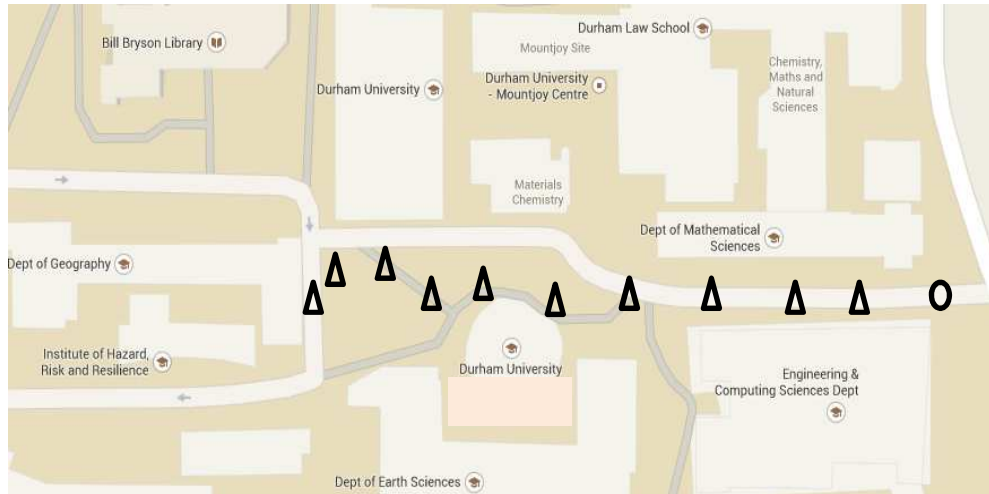 Bill Bryson Library
Durham University
Durham Law School
Mountjoy Site
Durham University
- Mountjoy Centre
Chemistry,
Maths and
Natural
Sciences
Materials
Chemistry
Dept of Mathematical
Sciences
Dept of Geography
Institute of Hazard,
Risk and Resilience
Durham University
Engineering &
Computing Sciences Dept
Dept of Earth Sciences